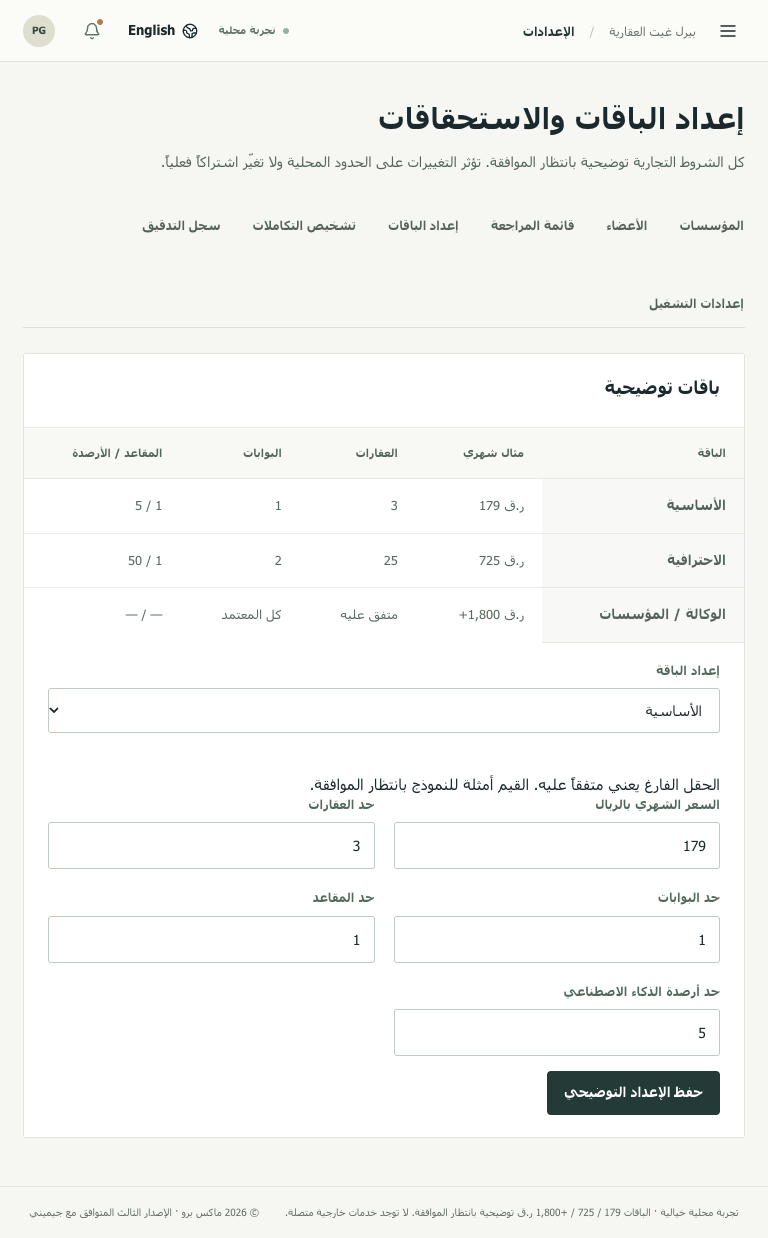 بيرل غيت العقارية / الإعدادات
تجربة محلية
English
PG
إعداد الباقات والاستحقاقات
كل الشروط التجارية توضيحية بانتظار الموافقة. تؤثر التغييرات على الحدود المحلية ولا تغيّر اشتراكاً فعلياً.
المؤسسات الأعضاء قائمة المراجعة إعداد الباقات تشخيص التكاملات سجل التدقيق
إعدادات التشغيل
باقات توضيحية
الباقة مثال شهري العقارات البوابات المقاعد / الأرصدة
الأساسية 179 ر.ق 3 1 1 / 5
الاحترافية 725 ر.ق 25 2 1 / 50
الوكالة / المؤسسات 1,800+ ر.ق متفق عليه كل المعتمد — / —
إعداد الباقة
الأساسية
الحقل الفارغ يعني متفقاً عليه. القيم أمثلة للنموذج بانتظار الموافقة.
السعر الشهري بالريال حد العقارات
179 3
حد البوابات حد المقاعد
1 1
حد أرصدة الذكاء الاصطناعي
5
حفظ الإعداد التوضيحي
تجربة محلية خيالية · الباقات 179 / 725 / 1,800+ ر.ق توضيحية بانتظار الموافقة. لا توجد خدمات خارجية متصلة. © 2026 ماكس برو · الإصدار الثالث المتوافق مع جيميني